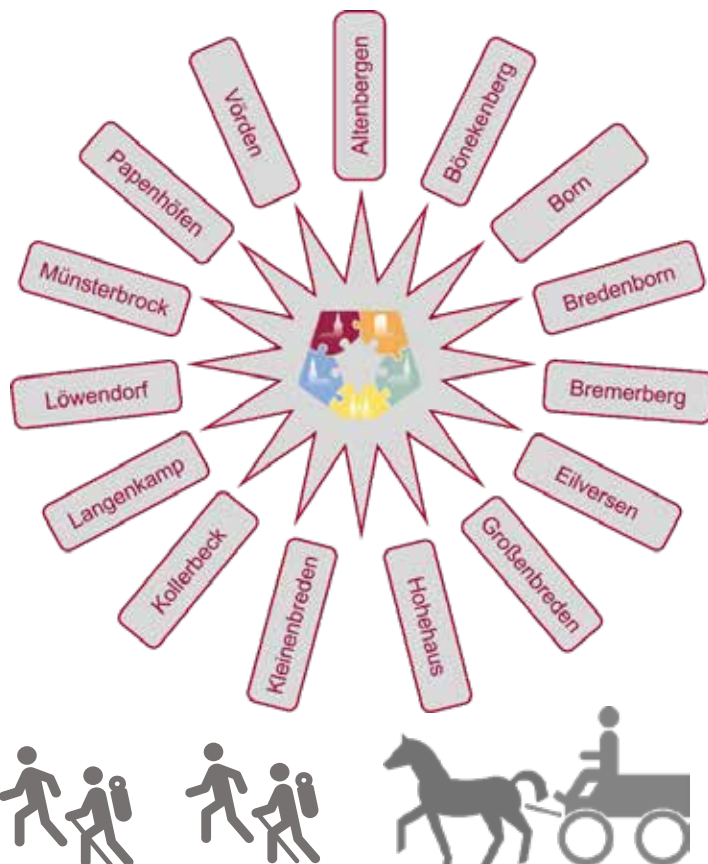 Altenbergen
Bönekenberg
Born
Bredenborn
Bremerberg
Eilversen
Großenbreden
Hohehaus
Kleinenbreden
Kollerbeck
Langenkamp
Löwendorf
Münsterbrock
Papenhöfen
Vörden